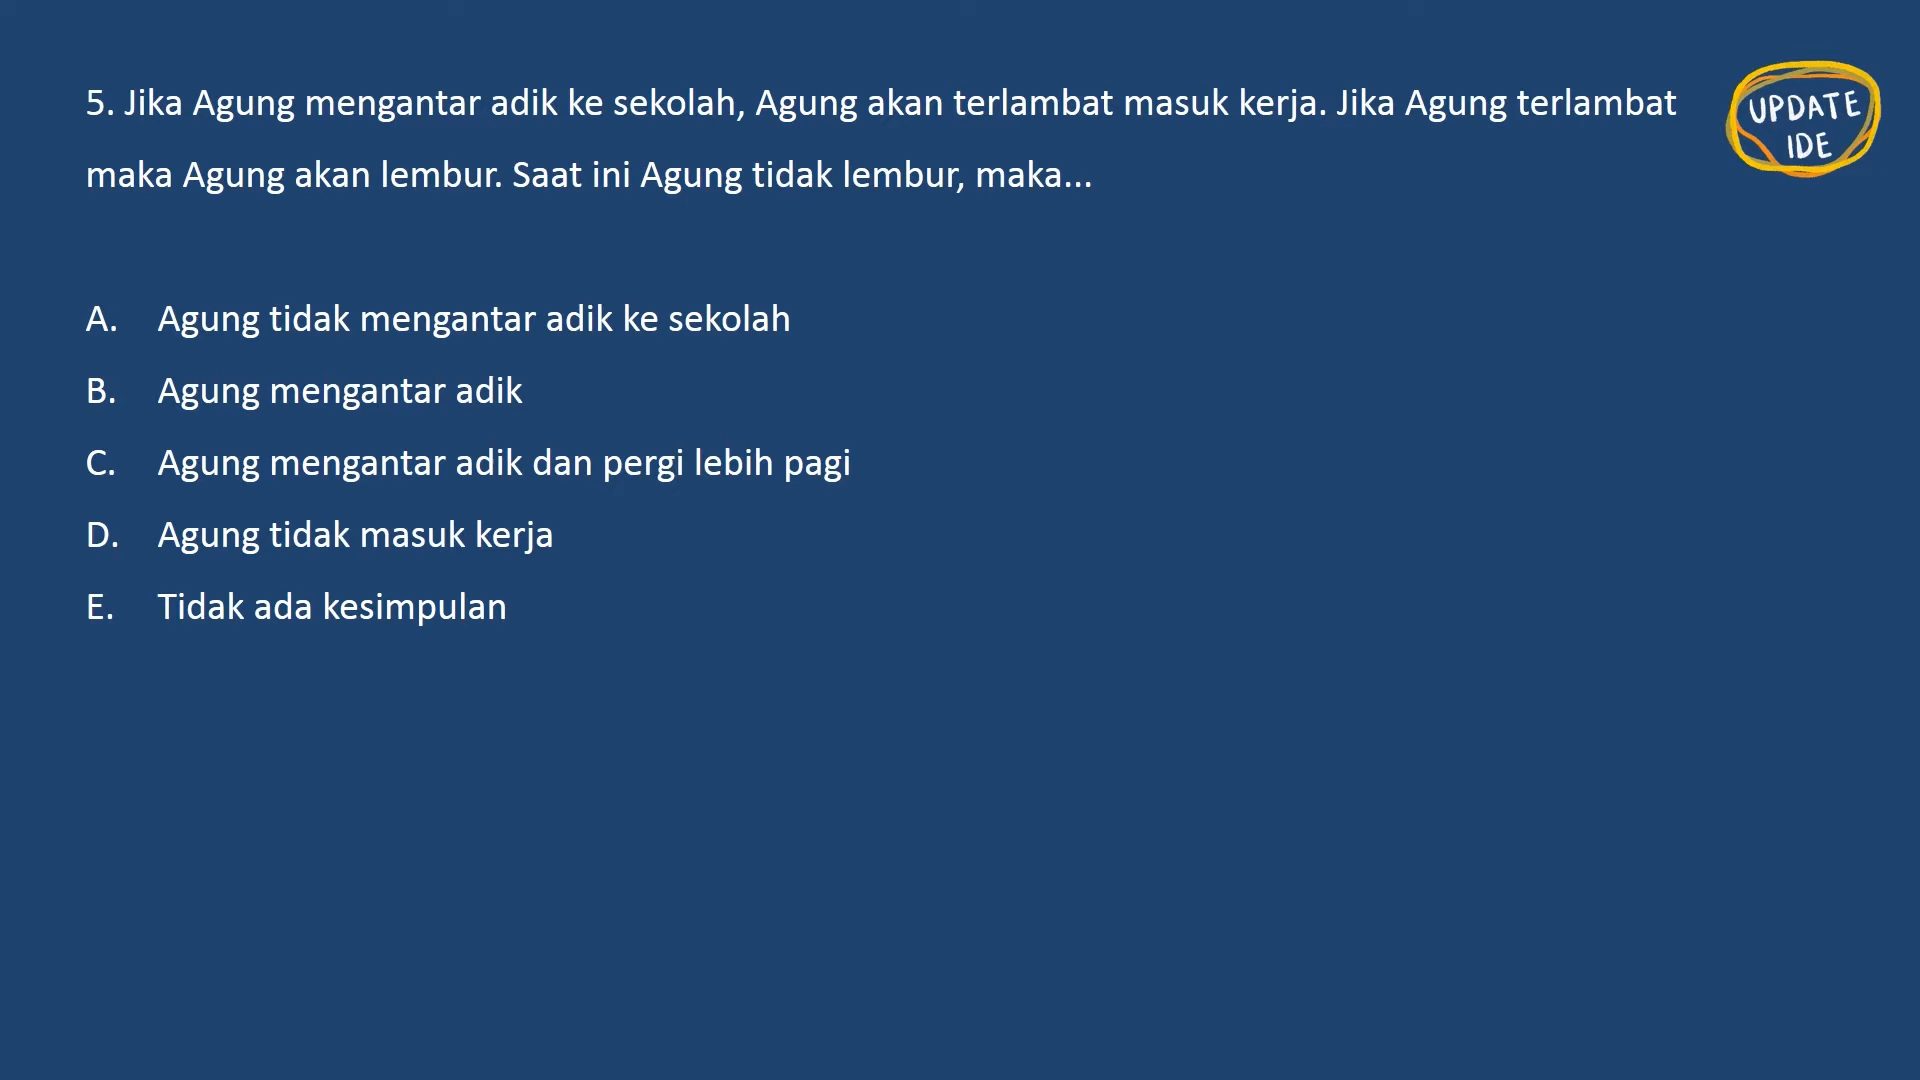 5. Jika Agung mengantar adik ke sekolah, Agung akan terlambat masuk kerja. Jika Agung terlambat
maka Agung akan lembur. Saat ini Agung tidak lembur, maka...
UPDATE
IDE
A. Agung tidak mengantar adik ke sekolah
B. Agung mengantar adik
C. Agung mengantar adik dan pergi lebih pagi
D. Agung tidak masuk kerja
E. Tidak ada kesimpulan